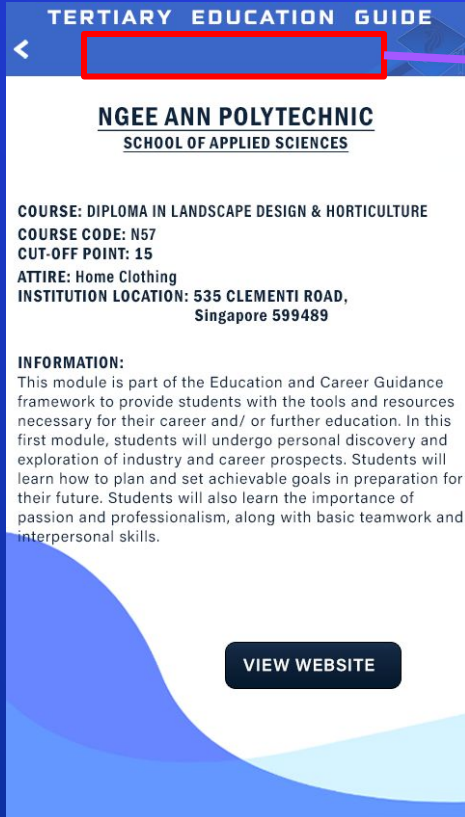 TERTIARY EDUCATION GUIDE
NGEE ANN POLYTECHNIC
SCHOOL OF APPLIED SCIENCES
COURSE: DIPLOMA IN LANDSCAPE DESIGN & HORTICULTURE
COURSE CODE: N57
CUT-OFF POINT: 15
ATTIRE: Home Clothing
INSTITUTION LOCATION: 535 CLEMENTI ROAD,
Singapore 599489
INFORMATION:
This module is part of the Education and Career Guidance
framework to provide students with the tools and resources
necessary for their career and/ or further education. In this
first module, students will undergo personal discovery and
exploration of industry and career prospects. Students will
learn how to plan and set achievable goals in preparation for
their future. Students will also learn the importance of
passion and professionalism, along with basic teamwork and
interpersonal skills.
VIEW WEBSITE